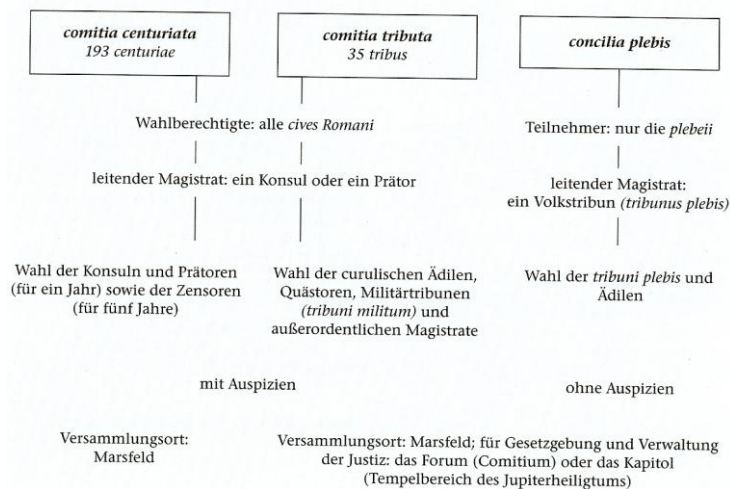 comitia centuriata
193 centuriae
comitia tributa
35 tribus
concilia plebis
Wahlberechtigte: alle cives Romani
Teilnehmer: nur die plebeii
leitender Magistrat: ein Konsul oder ein Prätor
leitender Magistrat:
ein Volkstribun (tribunus plebis)
Wahl der Konsuln und Prätoren
(für ein Jahr) sowie der Zensoren
(für fünf Jahre)
Wahl der curulischen Ädilen,
Quästoren, Militärtribunen
(tribuni militum) und
außerordentlichen Magistrate
Wahl der tribuni plebis und
Ädilen
mit Auspizien
ohne Auspizien
Versammlungsort:
Marsfeld
Versammlungsort: Marsfeld; für Gesetzgebung und Verwaltung
der Justiz: das Forum (Comitium) oder das Kapitol
(Tempelbereich des Jupiterheiligtums)